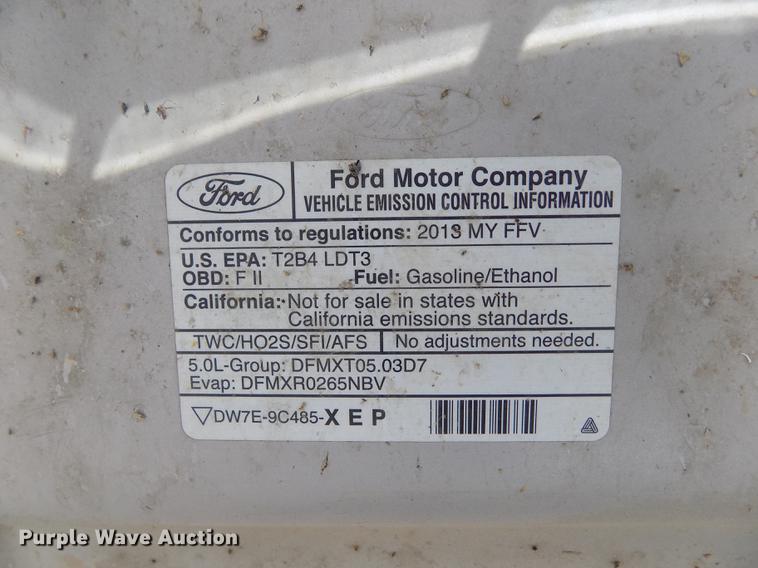 Ford
Ford Motor Company
VEHICLE EMISSION CONTROL INFORMATION
Conforms to regulations: 2013 MY FFV
U.S. EPA: T2B4 LDT3
OBD: F II Fuel: Gasoline/Ethanol
California: Not for sale in states with
California emissions standards.
TWC/HO2S/SFI/AFS No adjustments needed.
5.0L-Group: DFMXT05.03D7
Evap: DFMXR0265NBV
▽DW7E-9C485-X E P
Purple Wave Auction